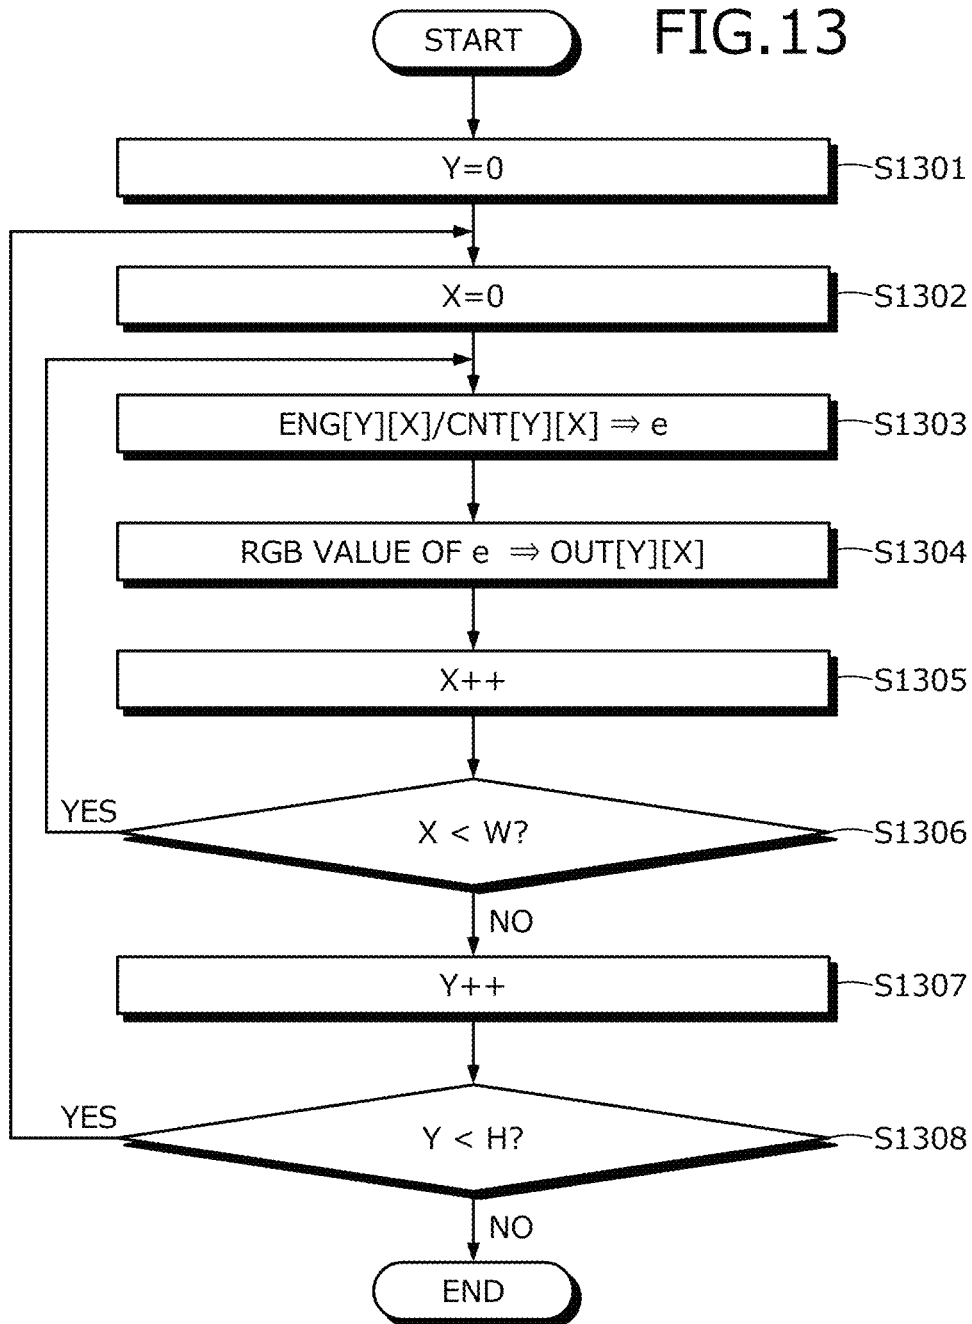 FIG.13
START
Y=0
S1301
X=0
S1302
ENG[Y][X]/CNT[Y][X] ⇒ e
S1303
RGB VALUE OF e ⇒ OUT[Y][X]
S1304
X++
S1305
YES
X < W?
S1306
NO
Y++
S1307
YES
Y < H?
S1308
NO
END